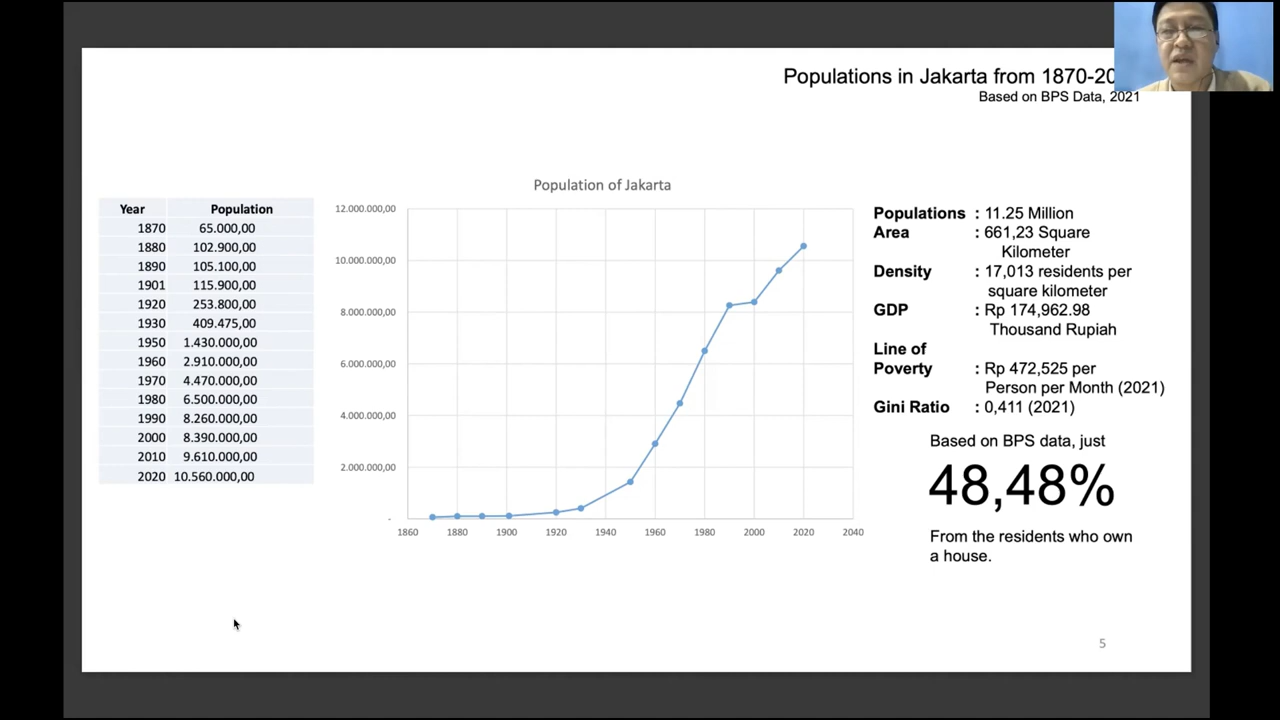 Populations in Jakarta from 1870-20
Based on BPS Data, 2021
Year Population
1870 65.000,00
1880 102.900,00
1890 105.100,00
1901 115.900,00
1920 253.800,00
1930 409.475,00
1950 1.430.000,00
1960 2.910.000,00
1970 4.470.000,00
1980 6.500.000,00
1990 8.260.000,00
2000 8.390.000,00
2010 9.610.000,00
2020 10.560.000,00
Population of Jakarta
12.000.000,00
10.000.000,00
8.000.000,00
6.000.000,00
4.000.000,00
2.000.000,00
-
1860 1880 1900 1920 1940 1960 1980 2000 2020 2040
Populations : 11.25 Million
Area : 661,23 Square
Kilometer
Density : 17,013 residents per
square kilometer
GDP : Rp 174,962.98
Thousand Rupiah
Line of
Poverty : Rp 472,525 per
Person per Month (2021)
Gini Ratio : 0,411 (2021)
Based on BPS data, just
48,48%
From the residents who own
a house.
5